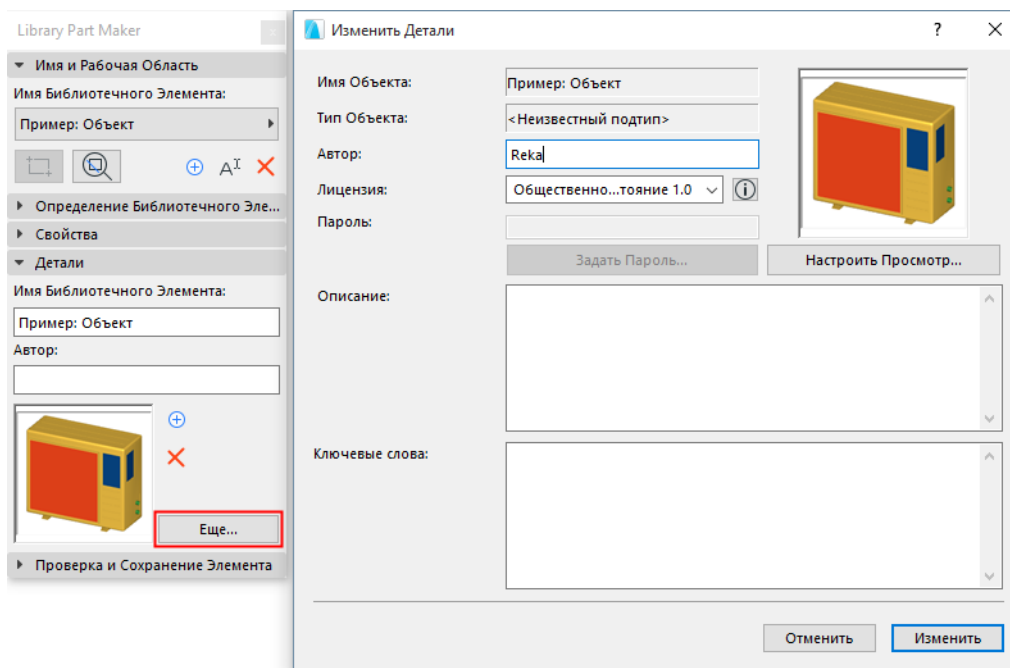 Library Part Maker
Имя и Рабочая Область
Имя Библиотечного Элемента:
Пример: Объект
Определение Библиотечного Эле...
Свойства
Детали
Имя Библиотечного Элемента:
Пример: Объект
Автор:
Еще...
Проверка и Сохранение Элемента
Изменить Детали
Имя Объекта:
Пример: Объект
Тип Объекта:
<Неизвестный подтип>
Автор:
Reka
Лицензия:
Общественно...тояние 1.0
Пароль:
Задать Пароль...
Настроить Просмотр...
Описание:
Ключевые слова:
Отменить
Изменить